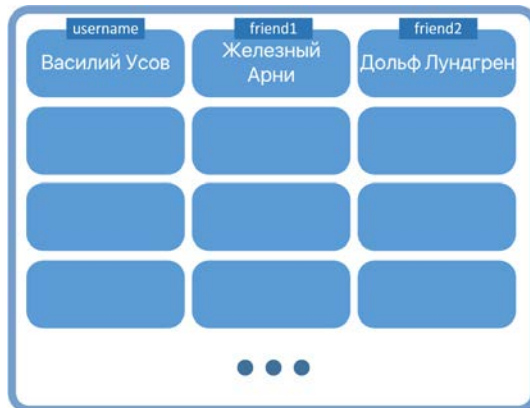 username friend1 friend2
Василий Усов Железный Арни Дольф Лундгрен